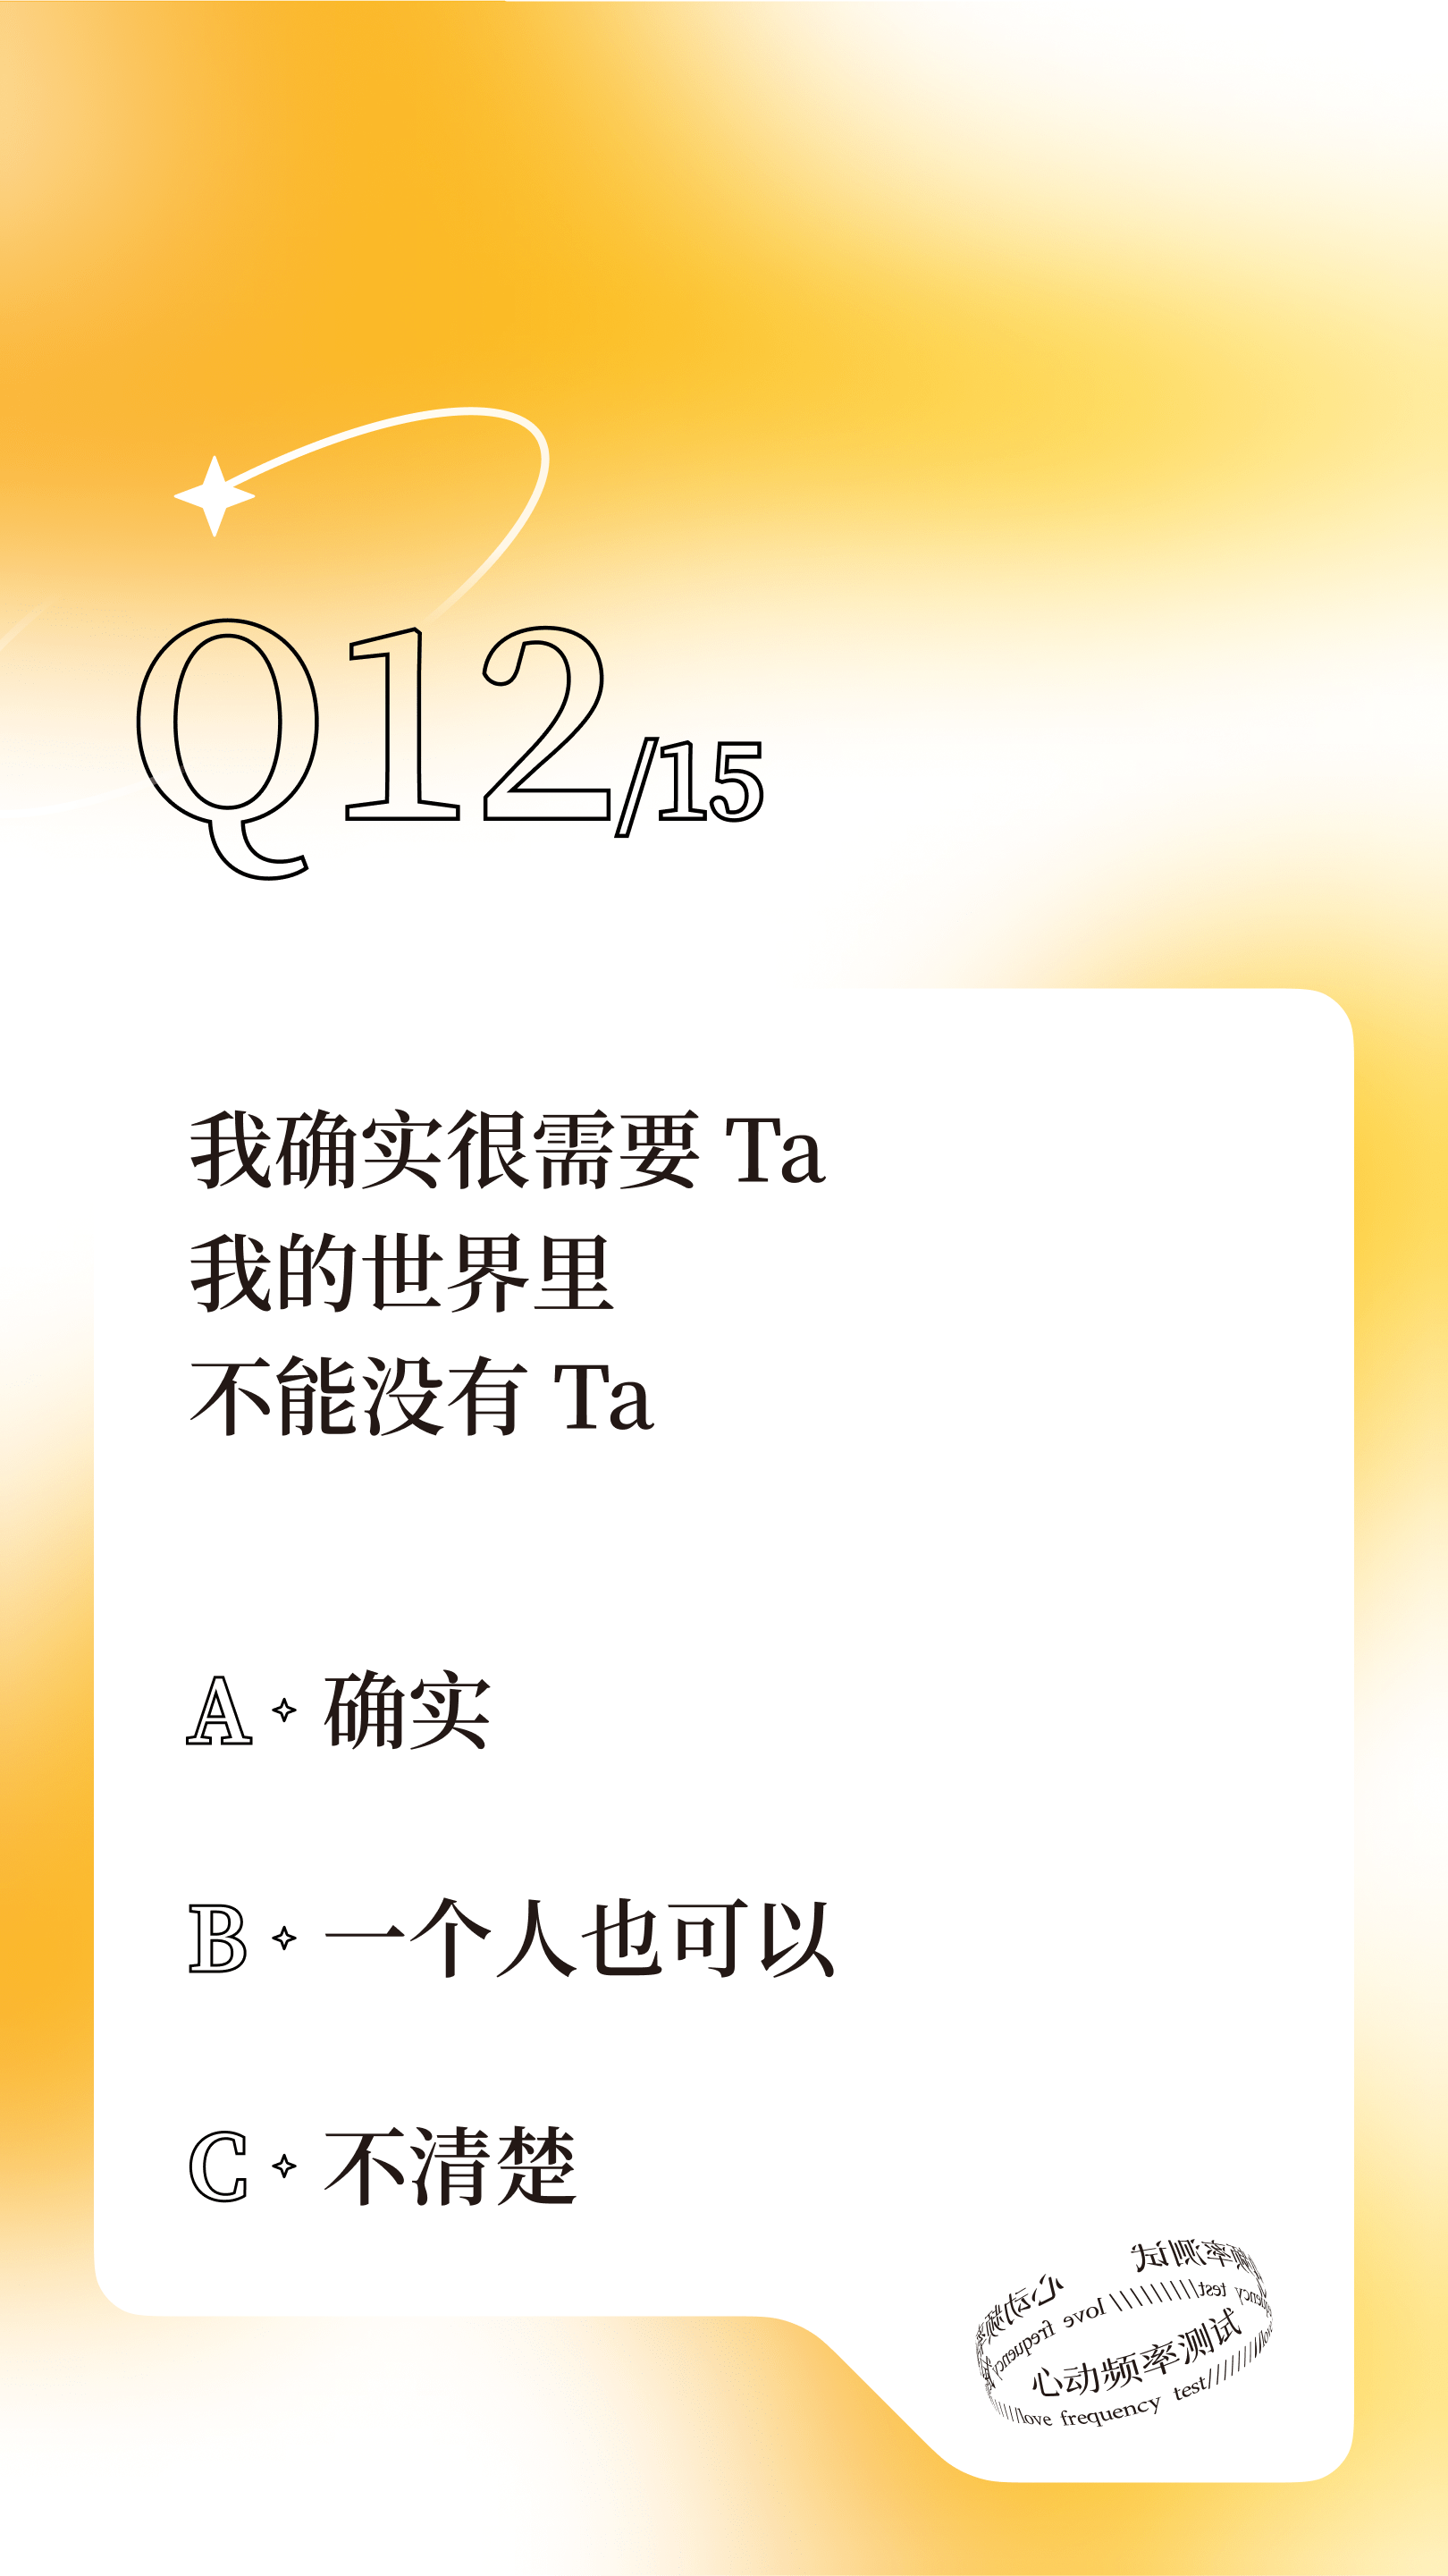 Q12/15
我确实很需要 Ta
我的世界里
不能没有 Ta
A 确实
B 一个人也可以
C 不清楚
心动频率测试
love frequency test
心动频率测试
love frequency test